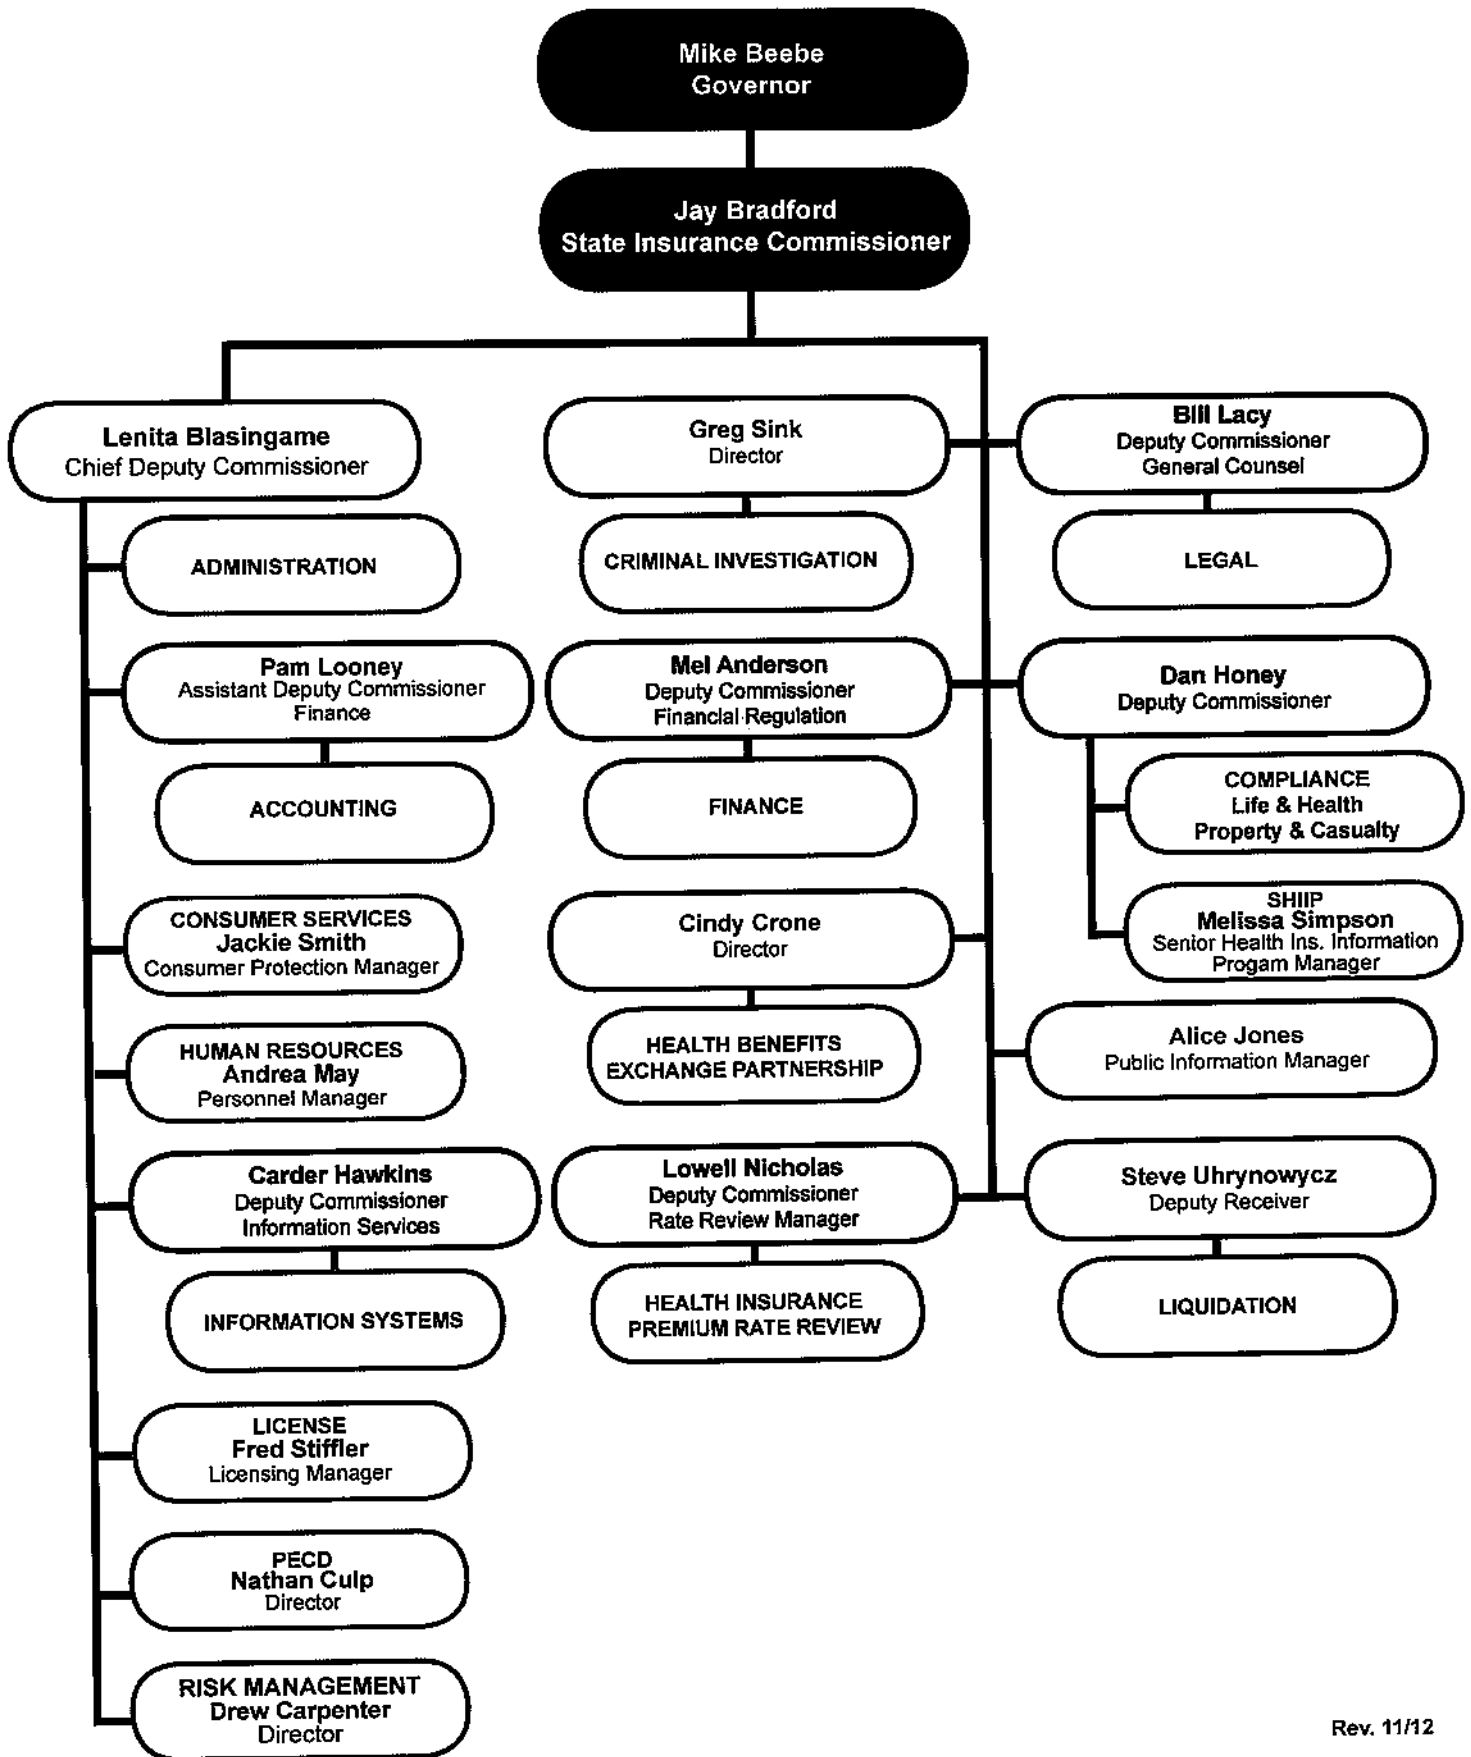 Mike Beebe
Governor
Jay Bradford
State Insurance Commissioner
Lenita Blasingame
Chief Deputy Commissioner
ADMINISTRATION
Pam Looney
Assistant Deputy Commissioner
Finance
ACCOUNTING
CONSUMER SERVICES
Jackie Smith
Consumer Protection Manager
HUMAN RESOURCES
Andrea May
Personnel Manager
Carder Hawkins
Deputy Commissioner
Information Services
INFORMATION SYSTEMS
LICENSE
Fred Stiffler
Licensing Manager
PECD
Nathan Culp
Director
RISK MANAGEMENT
Drew Carpenter
Director
Greg Sink
Director
CRIMINAL INVESTIGATION
Mel Anderson
Deputy Commissioner
Financial Regulation
FINANCE
Cindy Crone
Director
HEALTH BENEFITS
EXCHANGE PARTNERSHIP
Lowell Nicholas
Deputy Commissioner
Rate Review Manager
HEALTH INSURANCE
PREMIUM RATE REVIEW
Bill Lacy
Deputy Commissioner
General Counsel
LEGAL
Dan Honey
Deputy Commissioner
COMPLIANCE
Life & Health
Property & Casualty
SHIIP
Melissa Simpson
Senior Health Ins. Information
Progam Manager
Alice Jones
Public Information Manager
Steve Uhrynowycz
Deputy Receiver
LIQUIDATION
Rev. 11/12